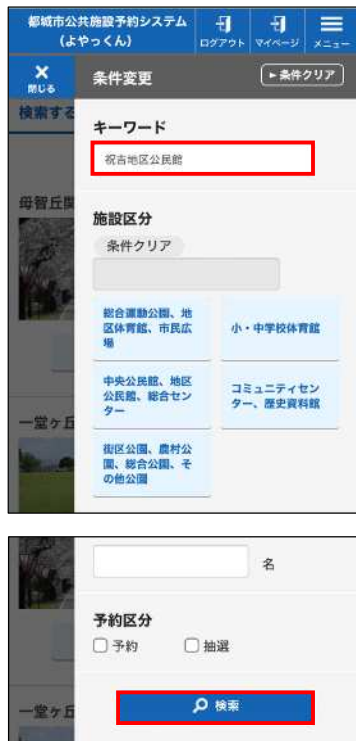 都城市公共施設予約システム
（よやっくん）
ログアウト
マイページ
メニュー
閉じる
条件変更
条件クリア
検索する
キーワード
祝吉地区公民館
母智丘関
施設区分
条件クリア
総合運動公園、地
区体育館、市民広
場
小・中学校体育館
中央公民館、地区
公民館、総合セン
ター
コミュニティセン
ター、歴史資料館
一堂ヶ丘
街区公園、農村公
園、総合公園、そ
の他公園
名
予約区分
予約
抽選
検索
一堂ヶ丘